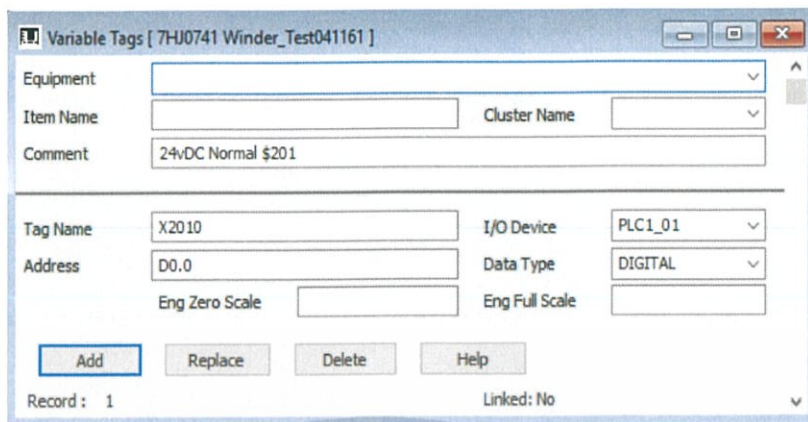 Variable Tags [ 7HJ0741 Winder_Test041161 ]
Equipment
Item Name Cluster Name
Comment 24vDC Normal $201
Tag Name X2010 I/O Device PLC1_01
Address D0.0 Data Type DIGITAL
Eng Zero Scale Eng Full Scale
Add Replace Delete Help
Record : 1 Linked: No